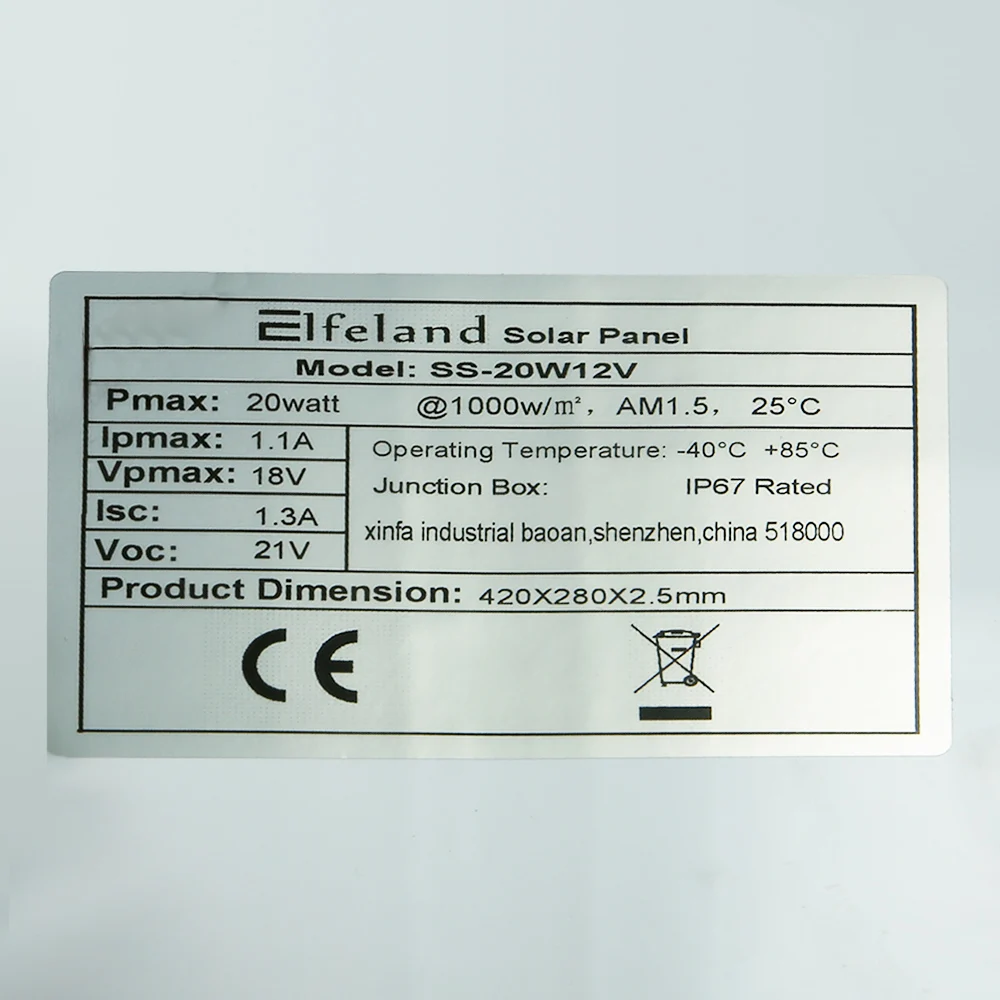 Elfeland Solar Panel
Model: SS-20W12V
Pmax: 20watt @1000w/m², AM1.5, 25°C
Ipmax: 1.1A
Vpmax: 18V
Isc: 1.3A
Voc: 21V
Operating Temperature: -40°C +85°C
Junction Box: IP67 Rated
xinfa industrial baoan,shenzhen,china 518000
Product Dimension: 420X280X2.5mm
CE